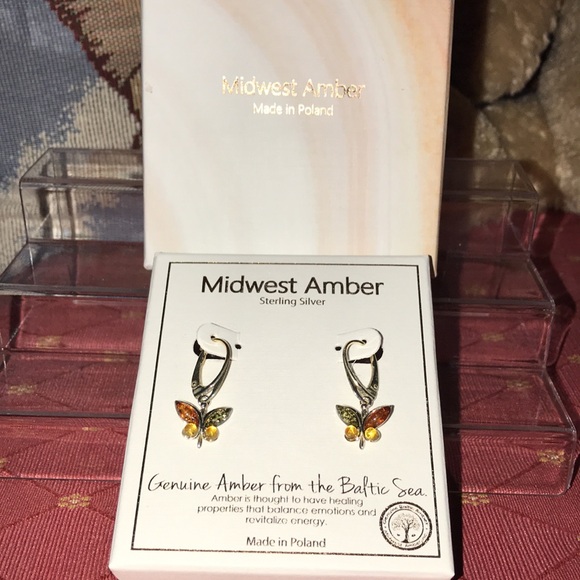 Midwest Amber
Made in Poland
Midwest Amber
Sterling Silver
Genuine Amber from the Baltic Sea.
Amber is thought to have healing
properties that balance emotions and
revitalize energy.
Made in Poland